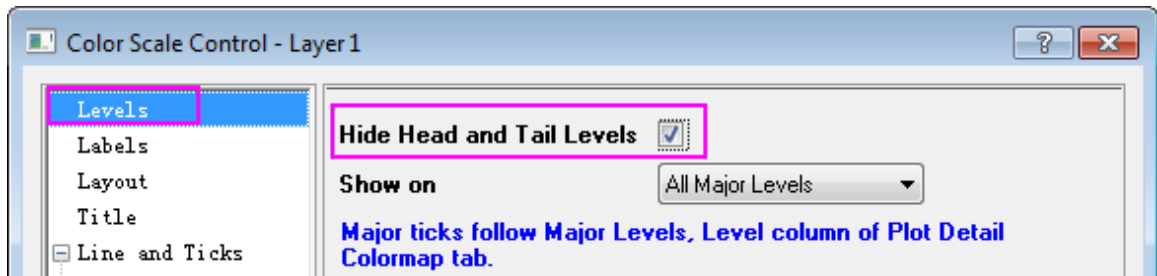 Color Scale Control - Layer 1
?
Levels
Labels
Layout
Title
Line and Ticks
Hide Head and Tail Levels
Show on
All Major Levels
Major ticks follow Major Levels, Level column of Plot Detail
Colormap tab.